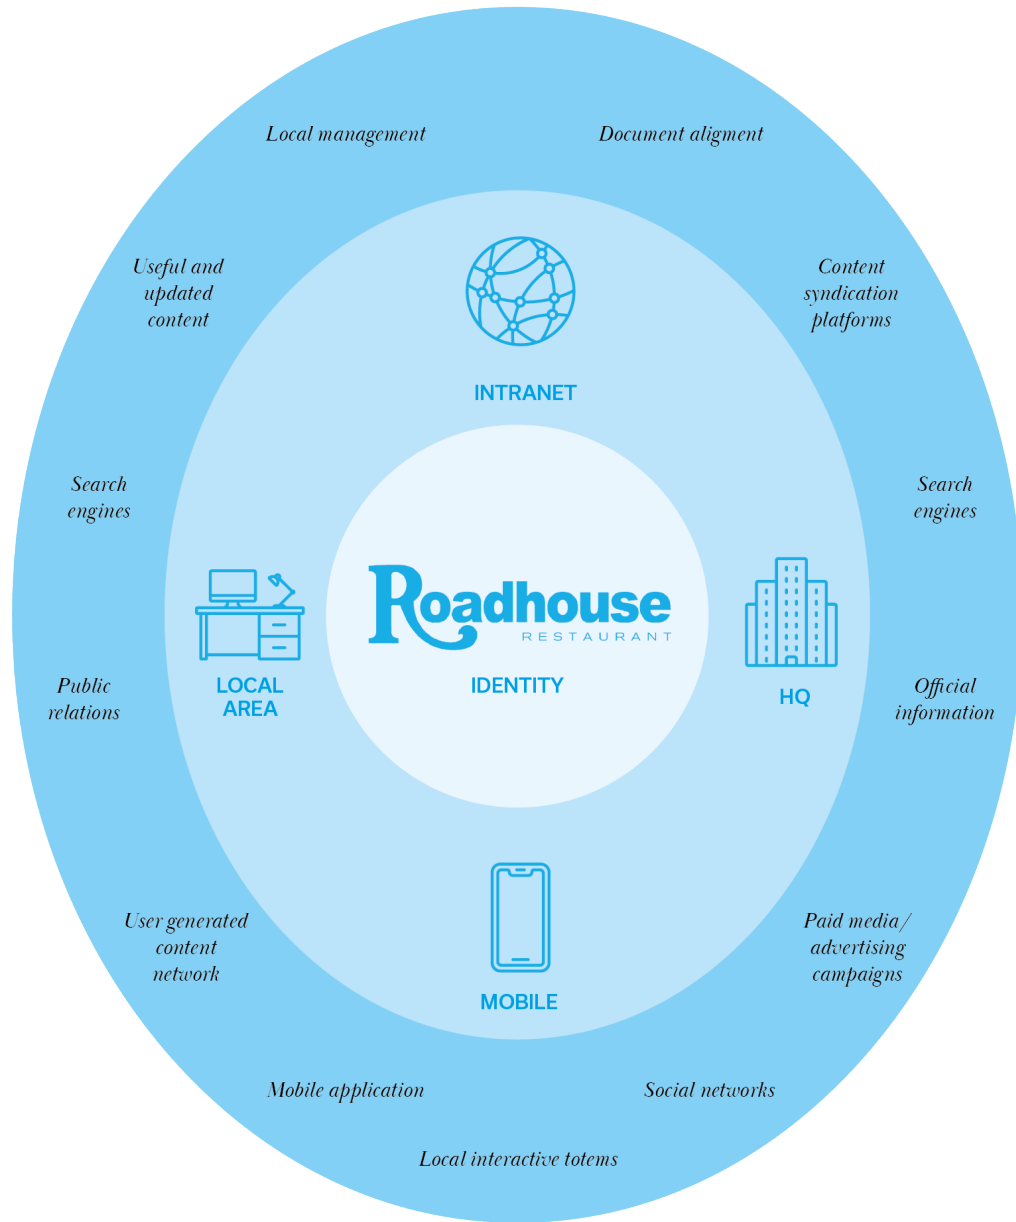 Local management
Document aligment
Useful and
updated
content
Content
syndication
platforms
INTRANET
Search
engines
Search
engines
Roadhouse
RESTAURANT
IDENTITY
LOCAL
AREA
HQ
Public
relations
Official
information
User generated
content
network
Paid media/
advertising
campaigns
MOBILE
Mobile application
Social networks
Local interactive totems